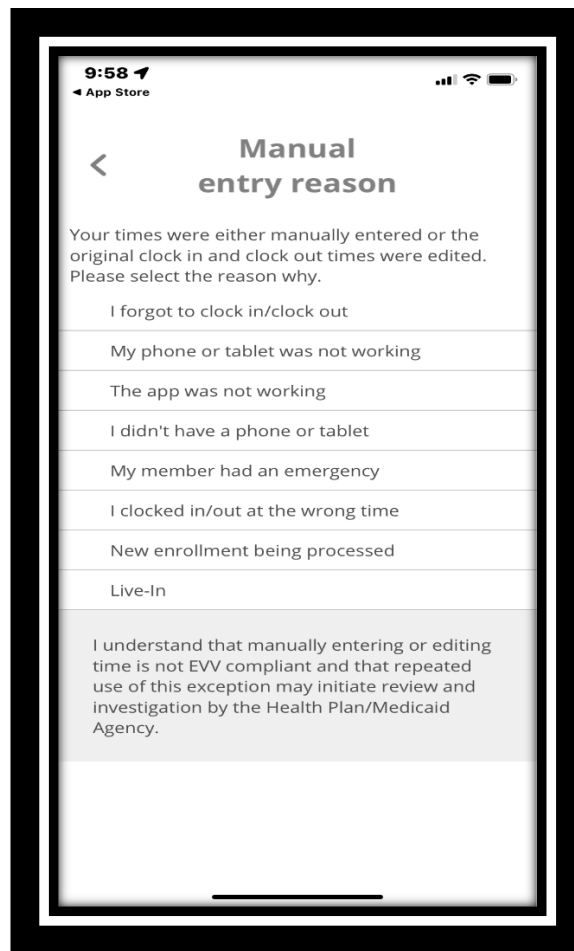 9:58
◄ App Store
Manual
entry reason
Your times were either manually entered or the
original clock in and clock out times were edited.
Please select the reason why.
I forgot to clock in/clock out
My phone or tablet was not working
The app was not working
I didn't have a phone or tablet
My member had an emergency
I clocked in/out at the wrong time
New enrollment being processed
Live-In
I understand that manually entering or editing
time is not EVV compliant and that repeated
use of this exception may initiate review and
investigation by the Health Plan/Medicaid
Agency.